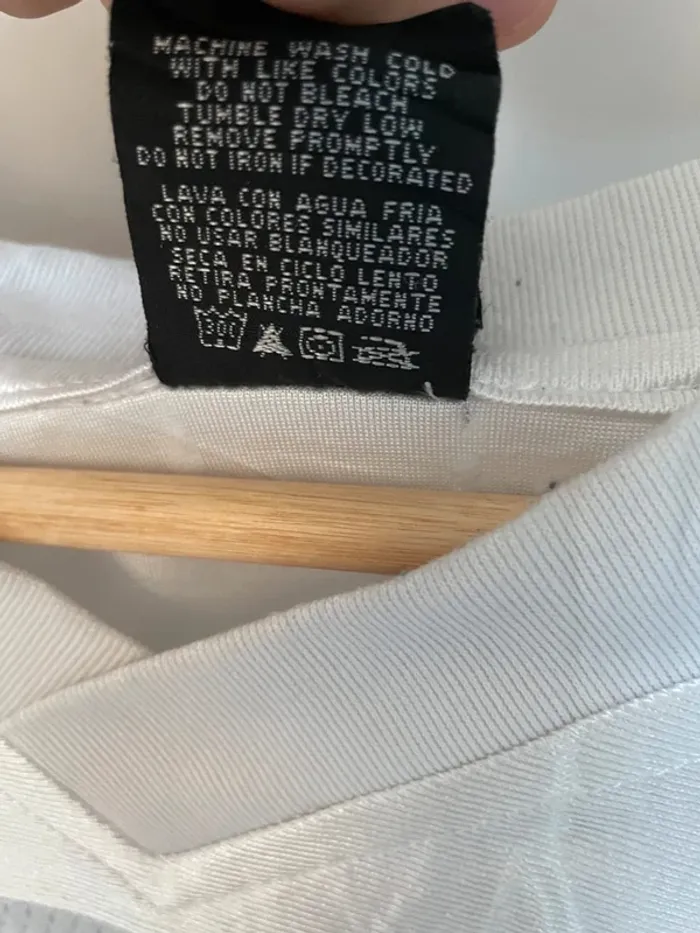 MACHINE WASH COLD
WITH LIKE COLORS
DO NOT BLEACH
TUMBLE DRY LOW
REMOVE PROMPTLY
DO NOT IRON IF DECORATED
LAVA CON AGUA FRIA
CON COLORES SIMILARES
NO USAR BLANQUEADOR
SECA EN CICLO LENTO
RETIRA PRONTAMENTE
NO PLANCHA ADORNO
300